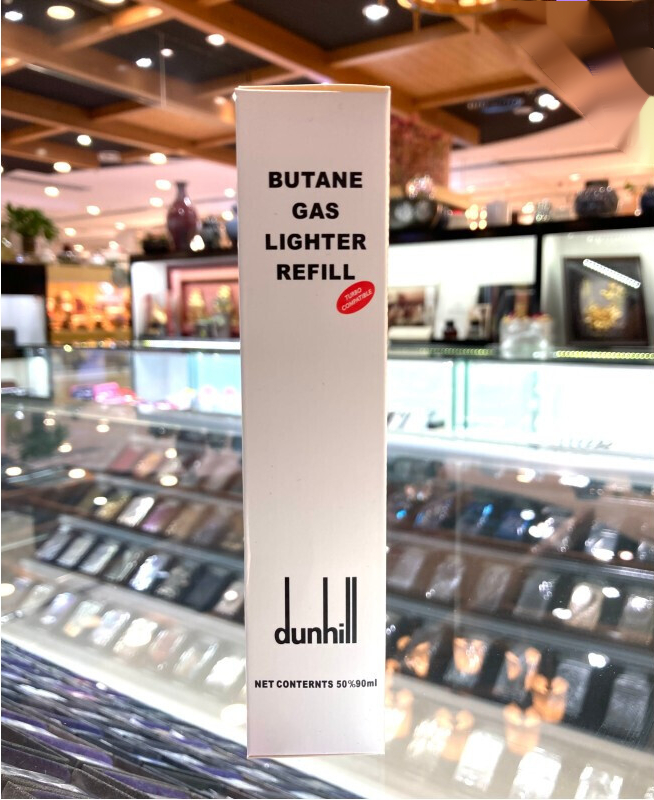 BUTANE
GAS
LIGHTER
REFILL
TURBO
COMPATIBLE
dunhill
NET CONTERNTS 50%90ml